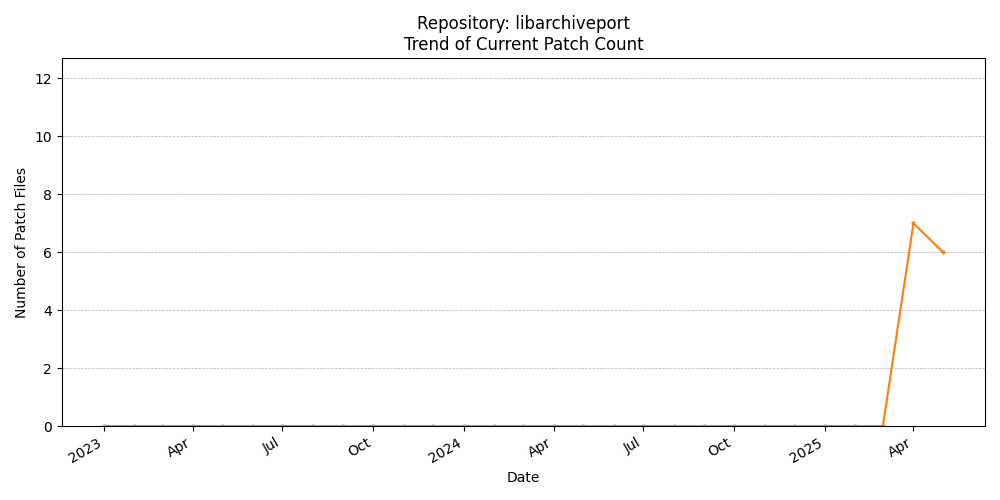 Repository: libarchiveport
Trend of Current Patch Count
12
10
8
6
4
2
0
Number of Patch Files
2023
Apr
Jul
Oct
2024
Apr
Jul
Oct
2025
Apr
Date